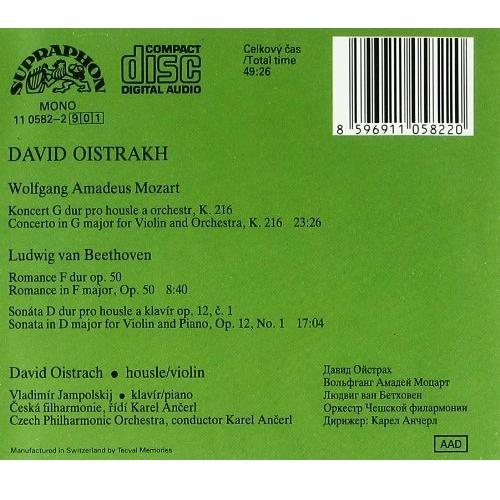 SUPRAPHON
MONO
11 0582-2 901
COMPACT
disc
DIGITAL AUDIO
Celkový čas
/Total time
49:26
8 596911 058220
DAVID OISTRAKH
Wolfgang Amadeus Mozart
Koncert G dur pro housle a orchestr, K. 216
Concerto in G major for Violin and Orchestra, K. 216 23:26
Ludwig van Beethoven
Romance F dur op. 50
Romance in F major, Op. 50 8:40
Sonáta D dur pro housle a klavír op. 12, č. 1
Sonata in D major for Violin and Piano, Op. 12, No. 1 17:04
David Oistrach • housle/violin
Vladimír Jampolskij • klavír/piano
Česká filharmonie, řídí Karel Ančerl
Czech Philharmonic Orchestra, conductor Karel Ančerl
Давид Ойстрах
Вольфганг Амадей Моцарт
Людвиг ван Бетховен
Оркестр Чешской филармонии
Дирижер: Карел Анчерл
AAD
Manufactured in Switzerland by Tecval Memories